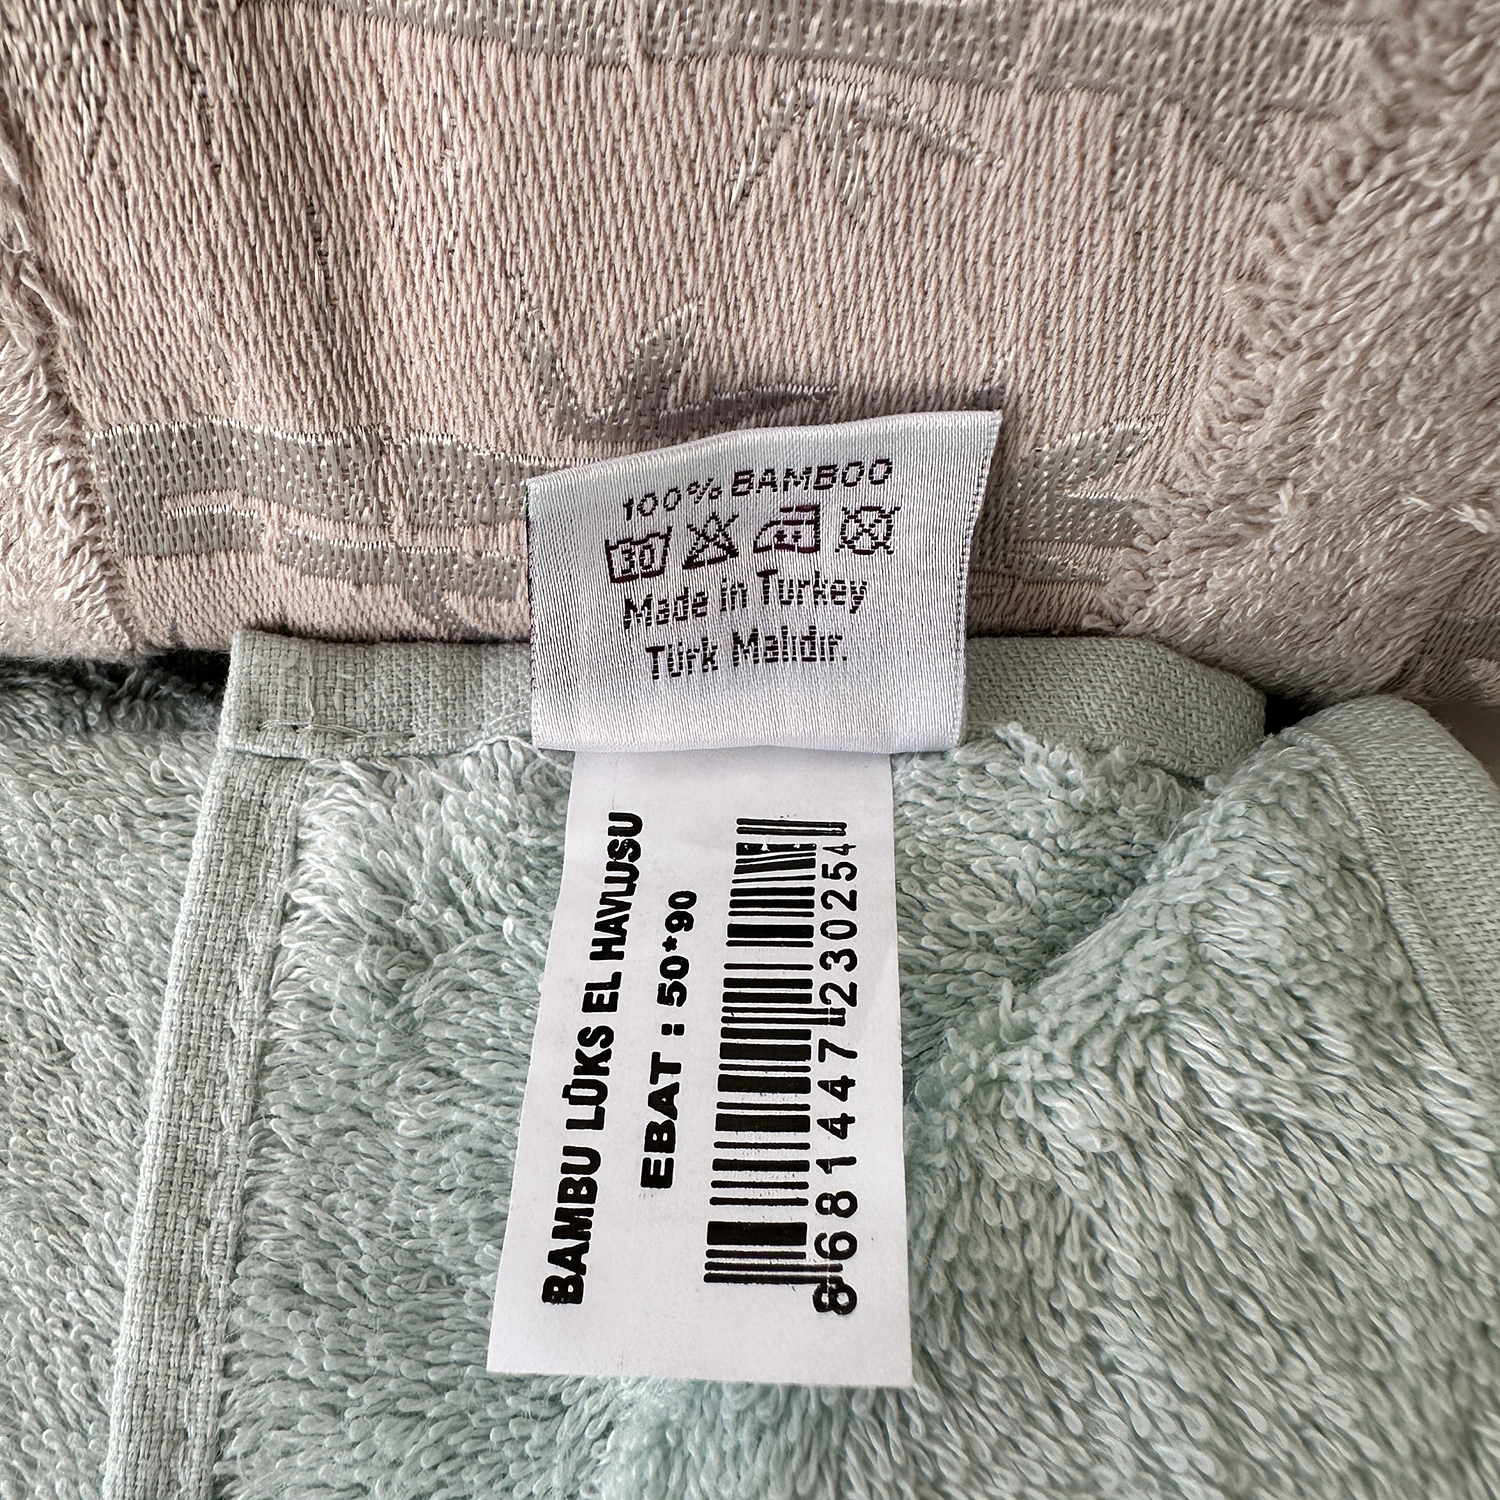 100% BAMBOO
30
Made in Turkey
Türk Malıdır.
BAMBU LÜKS EL HAVLUSU
EBAT : 50*90
8681447230254